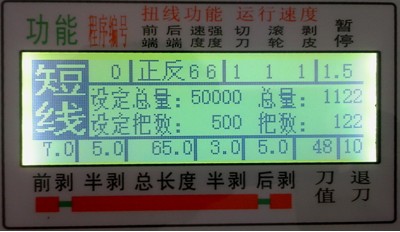 功能 程序编号 扭线功能 运行速度 暂停
前端 后端 速度 强度 切刀 滚轮 剥皮
短线 0 正反 6 6 1 1 1 1.5
设定总量: 50000 总量: 1122
设定把数: 500 把数: 122
7.0 5.0 65.0 3.0 5.0 48 10
前剥 半剥 总长度 半剥 后剥 刀值 退刀